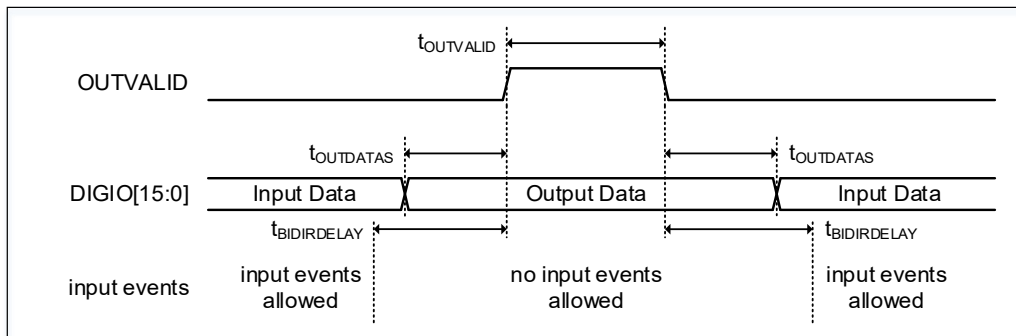 tOUTVALID
OUTVALID
tOUTDATAS
tOUTDATAS
DIGIO[15:0]
Input Data
Output Data
Input Data
tBIDIRDELAY
tBIDIRDELAY
input events
input events
allowed
no input events
allowed
input events
allowed